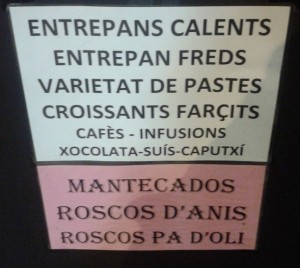 ENTREPANS CALENTS
ENTREPAN FREDS
VARIETAT DE PASTES
CROISSANTS FARÇITS
CAFÈS - INFUSIONS
XOCOLATA-SUÍS-CAPUTXÍ
MANTECADOS
ROSCOS D'ANIS
ROSCOS PA D'OLI